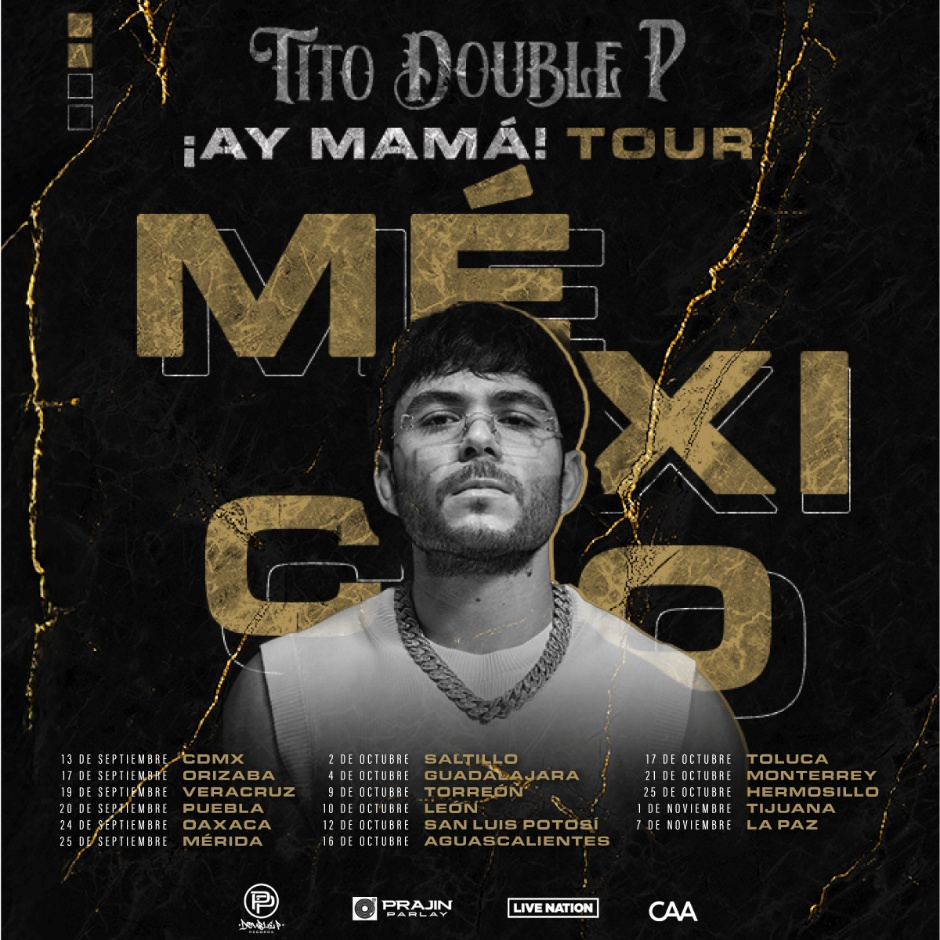 TITO DOUBLE P
¡AY MAMÁ! TOUR
MÉ
XI
C O
13 DE SEPTIEMBRE CDMX
17 DE SEPTIEMBRE ORIZABA
19 DE SEPTIEMBRE VERACRUZ
20 DE SEPTIEMBRE PUEBLA
24 DE SEPTIEMBRE OAXACA
25 DE SEPTIEMBRE MÉRIDA
2 DE OCTUBRE SALTILLO
4 DE OCTUBRE GUADALAJARA
9 DE OCTUBRE TORREÓN
10 DE OCTUBRE LEÓN
12 DE OCTUBRE SAN LUIS POTOSÍ
16 DE OCTUBRE AGUASCALIENTES
17 DE OCTUBRE TOLUCA
21 DE OCTUBRE MONTERREY
25 DE OCTUBRE HERMOSILLO
1 DE NOVIEMBRE TIJUANA
7 DE NOVIEMBRE LA PAZ
DOUBLE P
RECORDS
PRAJIN
PARLAY
LIVE NATION
CAA